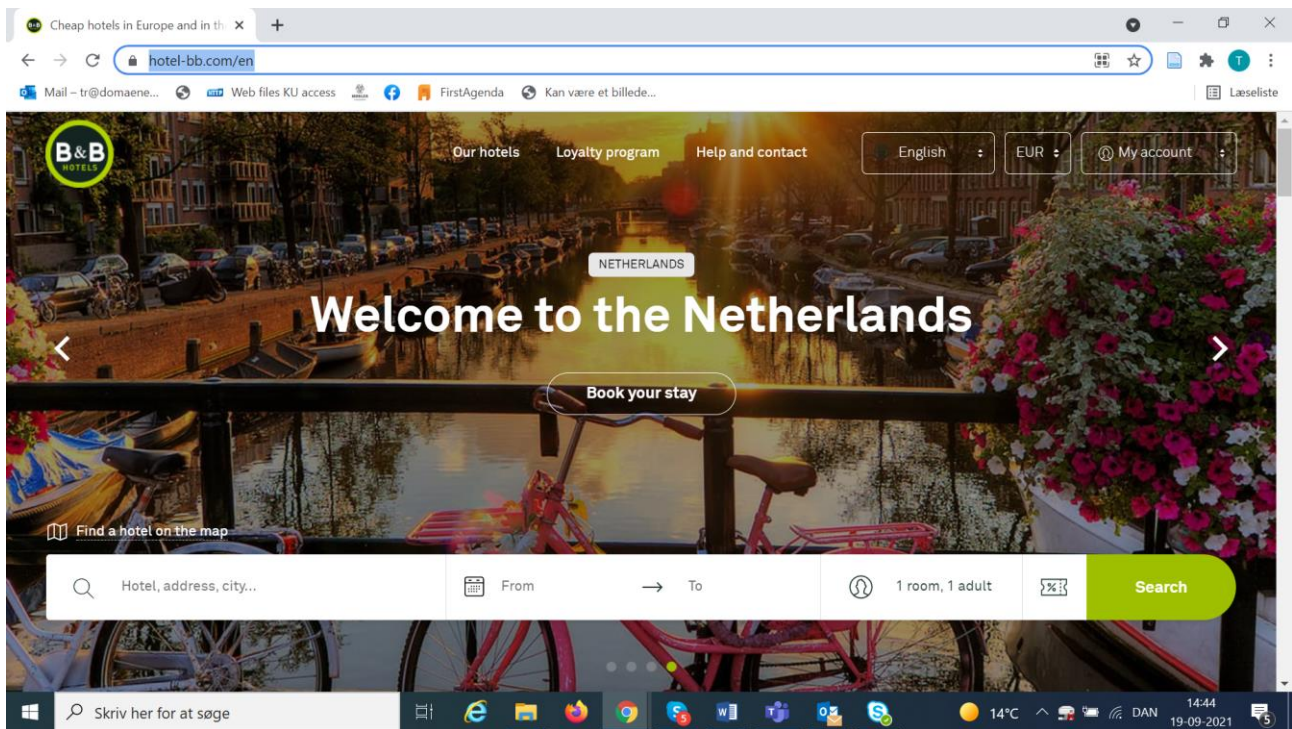 Cheap hotels in Europe and in th
hotel-bb.com/en
T
Mail – tr@domaene...
Web files KU access
FirstAgenda
Kan være et billede...
Læseliste
B&B
HOTELS
Our hotels
Loyalty program
Help and contact
English
EUR
My account
NETHERLANDS
Welcome to the Netherlands
Book your stay
Find a hotel on the map
Hotel, address, city...
From
To
1 room, 1 adult
Search
Skriv her for at søge
14°C
DAN
14:44
19-09-2021
5